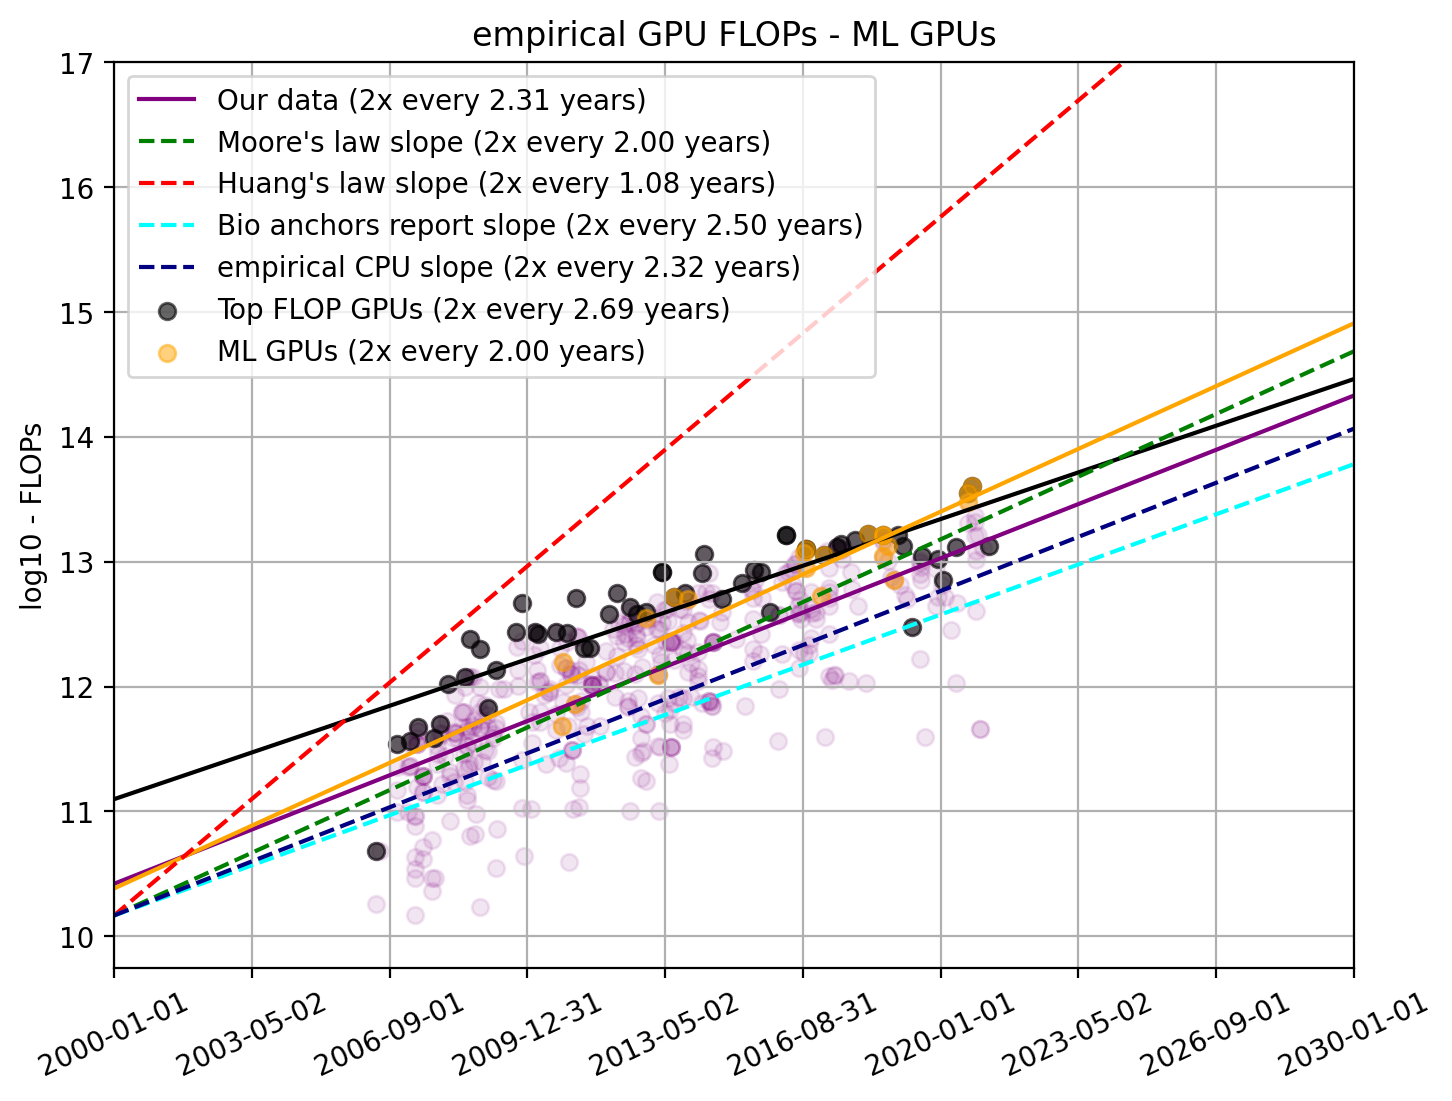 empirical GPU FLOPs - ML GPUs
17
16
15
14
13
12
11
10
log10 - FLOPs
Our data (2x every 2.31 years)
Moore's law slope (2x every 2.00 years)
Huang's law slope (2x every 1.08 years)
Bio anchors report slope (2x every 2.50 years)
empirical CPU slope (2x every 2.32 years)
Top FLOP GPUs (2x every 2.69 years)
ML GPUs (2x every 2.00 years)
2000-01-01
2003-05-02
2006-09-01
2009-12-31
2013-05-02
2016-08-31
2020-01-01
2023-05-02
2026-09-01
2030-01-01